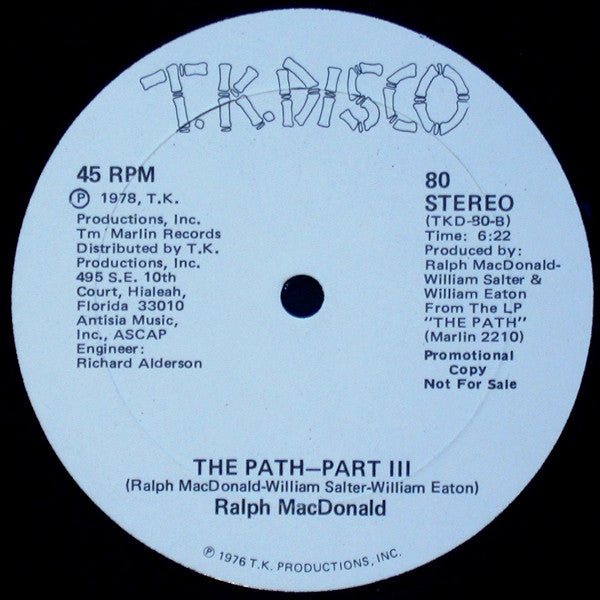 T.K. DISCO
45 RPM
Ⓟ 1978, T.K.
Productions, Inc.
Tm Marlin Records
Distributed by T.K.
Productions, Inc.
495 S.E. 10th
Court, Hialeah,
Florida 33010
Antisia Music,
Inc., ASCAP
Engineer:
Richard Alderson
80
STEREO
(TKD-80-B)
Time: 6:22
Produced by:
Ralph MacDonald-
William Salter &
William Eaton
From The LP
"THE PATH"
(Marlin 2210)
Promotional
Copy
Not For Sale
THE PATH—PART III
(Ralph MacDonald-William Salter-William Eaton)
Ralph MacDonald
Ⓟ 1976 T.K. PRODUCTIONS, INC.